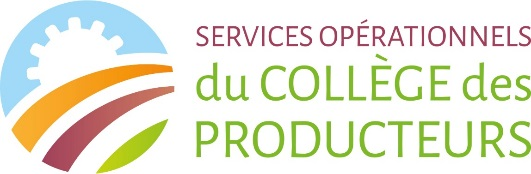 SERVICES OPÉRATIONNELS
du COLLÈGE des
PRODUCTEURS